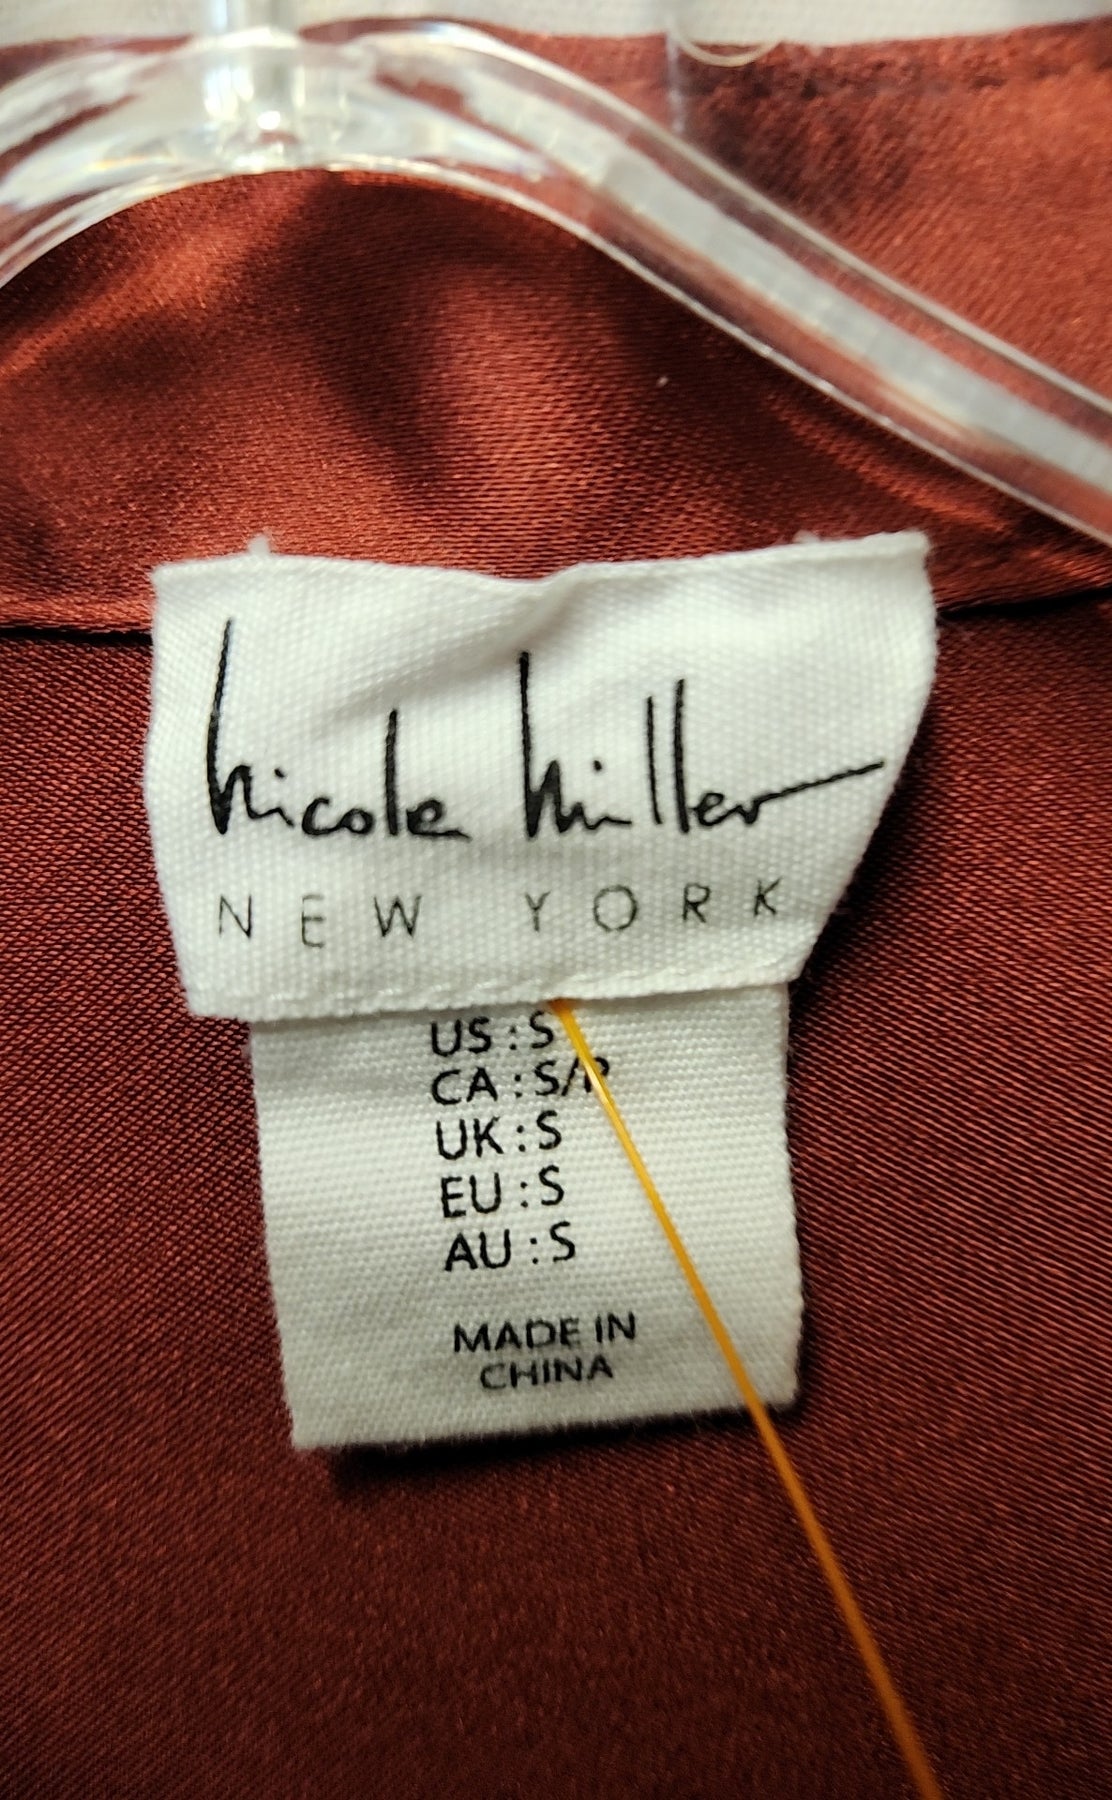 nicole miller
NEW YORK
US : S
CA : S/P
UK : S
EU : S
AU : S
MADE IN
CHINA